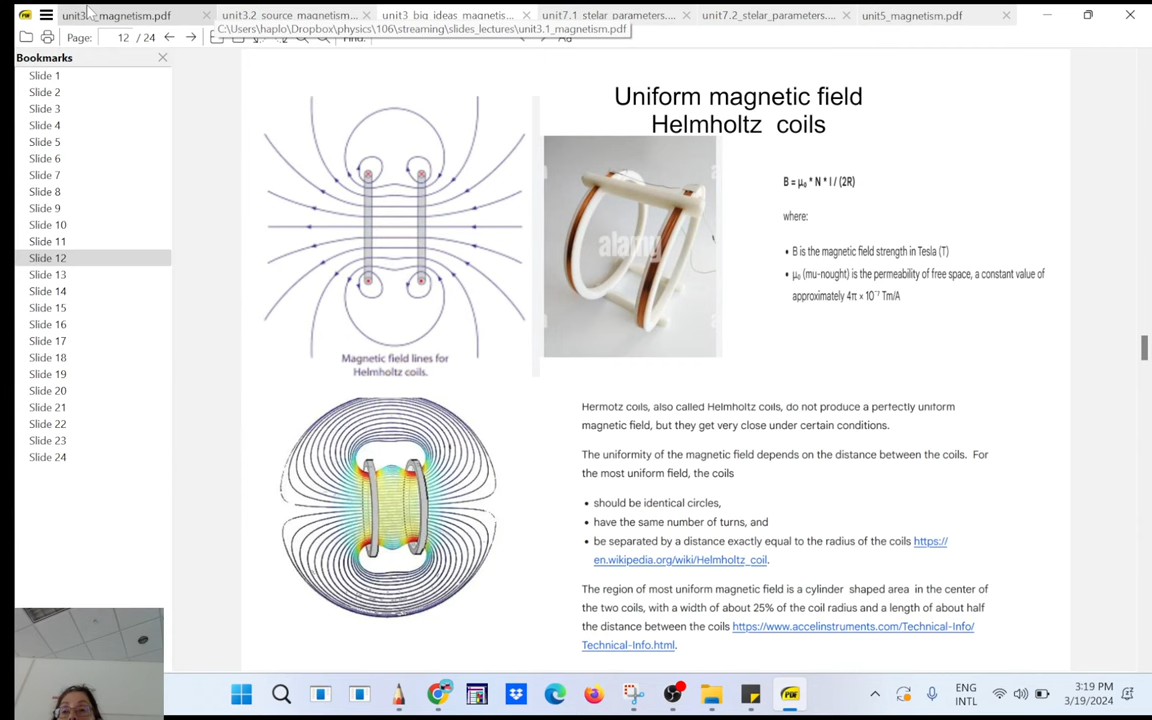 unit3.1_magnetism.pdf
unit3.2_source_magnetism...
unit3_big_ideas_magnetis...
unit7.1_stelar_parameters....
unit7.2_stelar_parameters....
unit5_magnetism.pdf
C:\Users\haplo\Dropbox\physics\106\streaming\slides_lectures\unit3.1_magnetism.pdf
Page: 12 / 24
Bookmarks
Slide 1
Slide 2
Slide 3
Slide 4
Slide 5
Slide 6
Slide 7
Slide 8
Slide 9
Slide 10
Slide 11
Slide 12
Slide 13
Slide 14
Slide 15
Slide 16
Slide 17
Slide 18
Slide 19
Slide 20
Slide 21
Slide 22
Slide 23
Slide 24
Uniform magnetic field
Helmholtz coils
Magnetic field lines for
Helmholtz coils.
alamy
B = μ₀ * N * I / (2R)
where:
• B is the magnetic field strength in Tesla (T)
• μ₀ (mu-nought) is the permeability of free space, a constant value of
approximately 4π × 10⁻⁷ Tm/A
Hermotz coils, also called Helmholtz coils, do not produce a perfectly uniform
magnetic field, but they get very close under certain conditions.
The uniformity of the magnetic field depends on the distance between the coils. For
the most uniform field, the coils
• should be identical circles,
• have the same number of turns, and
• be separated by a distance exactly equal to the radius of the coils https://
en.wikipedia.org/wiki/Helmholtz_coil.
The region of most uniform magnetic field is a cylinder shaped area in the center of
the two coils, with a width of about 25% of the coil radius and a length of about half
the distance between the coils https://www.accelinstruments.com/Technical-Info/
Technical-Info.html.
PDF
ENG
INTL
3:19 PM
3/19/2024